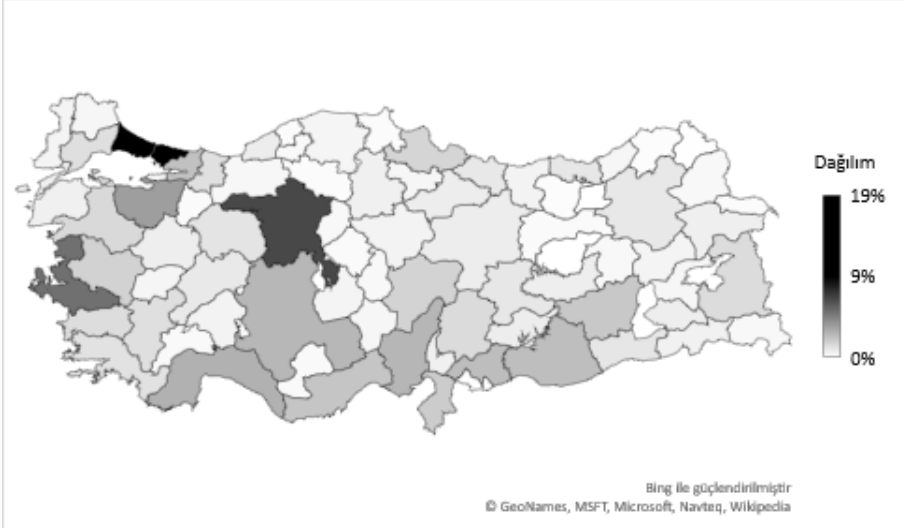 Dağılım
19%
9%
0%
Bing ile güçlendirilmiştir
© GeoNames, MSFT, Microsoft, Navteq, Wikipedia